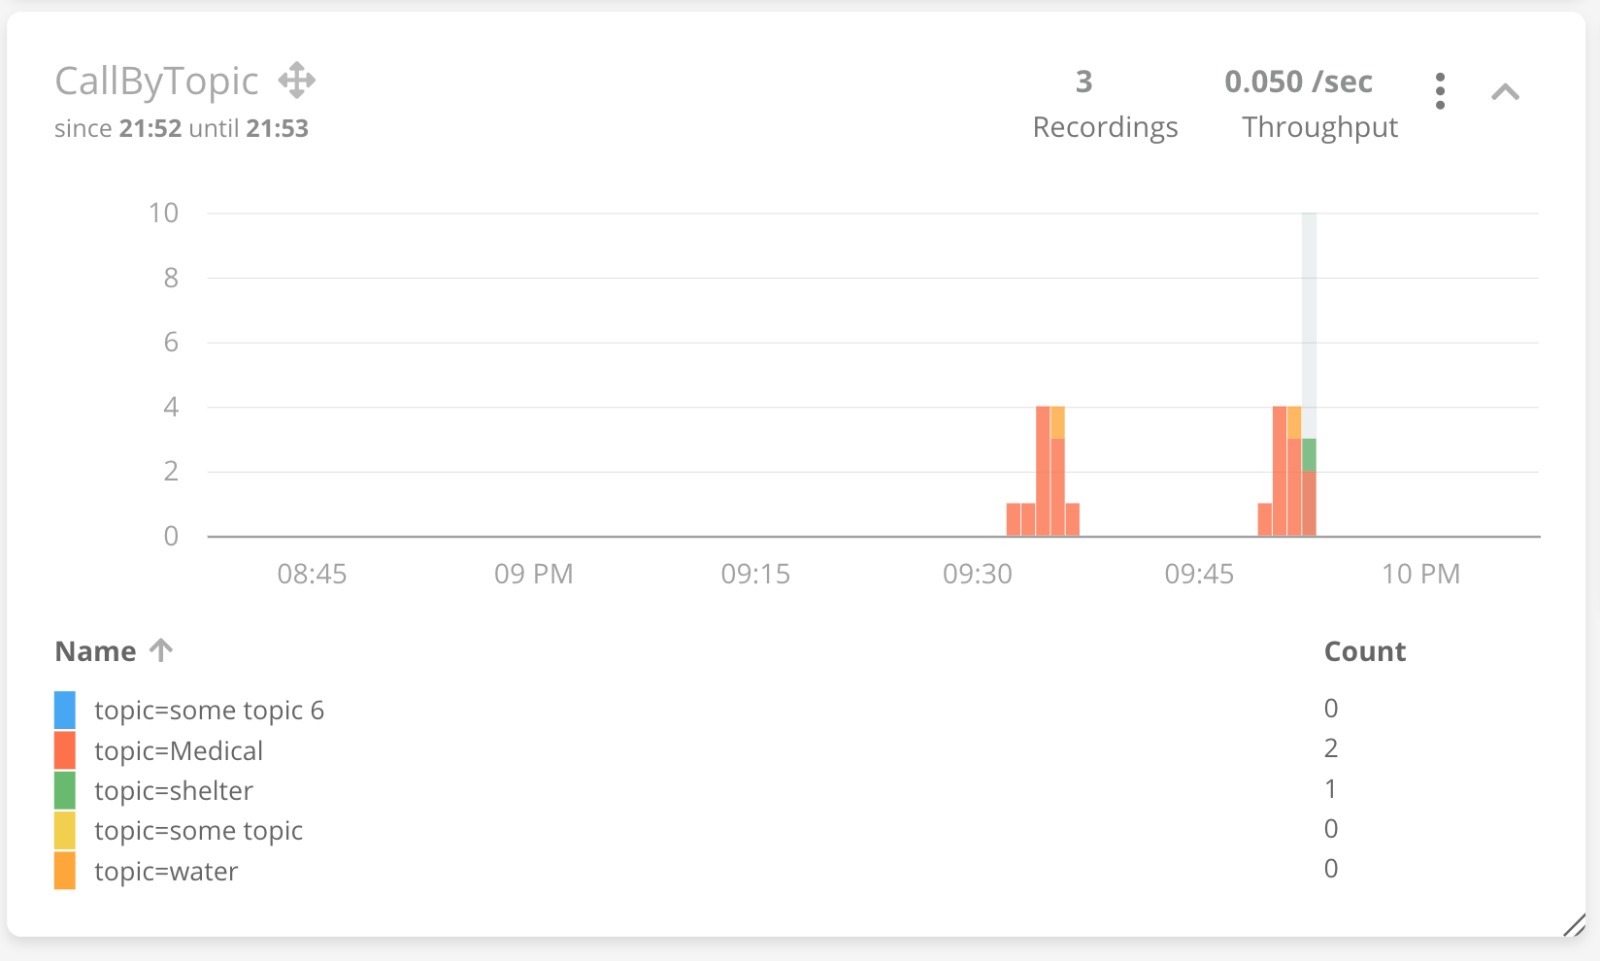 CallByTopic
since 21:52 until 21:53
3
Recordings
0.050 /sec
Throughput
10
8
6
4
2
0
08:45 09 PM 09:15 09:30 09:45 10 PM
Name Count
topic=some topic 6 0
topic=Medical 2
topic=shelter 1
topic=some topic 0
topic=water 0